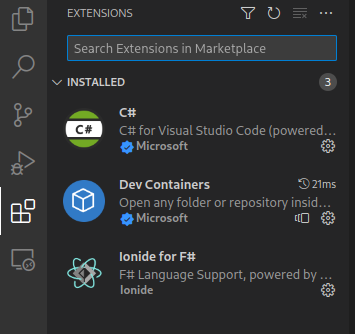 EXTENSIONS
Search Extensions in Marketplace
INSTALLED 3
C#
C#
C# for Visual Studio Code (powered...
Microsoft
Dev Containers 21ms
Open any folder or repository insid...
Microsoft
Ionide for F#
F# Language Support, powered by ...
Ionide